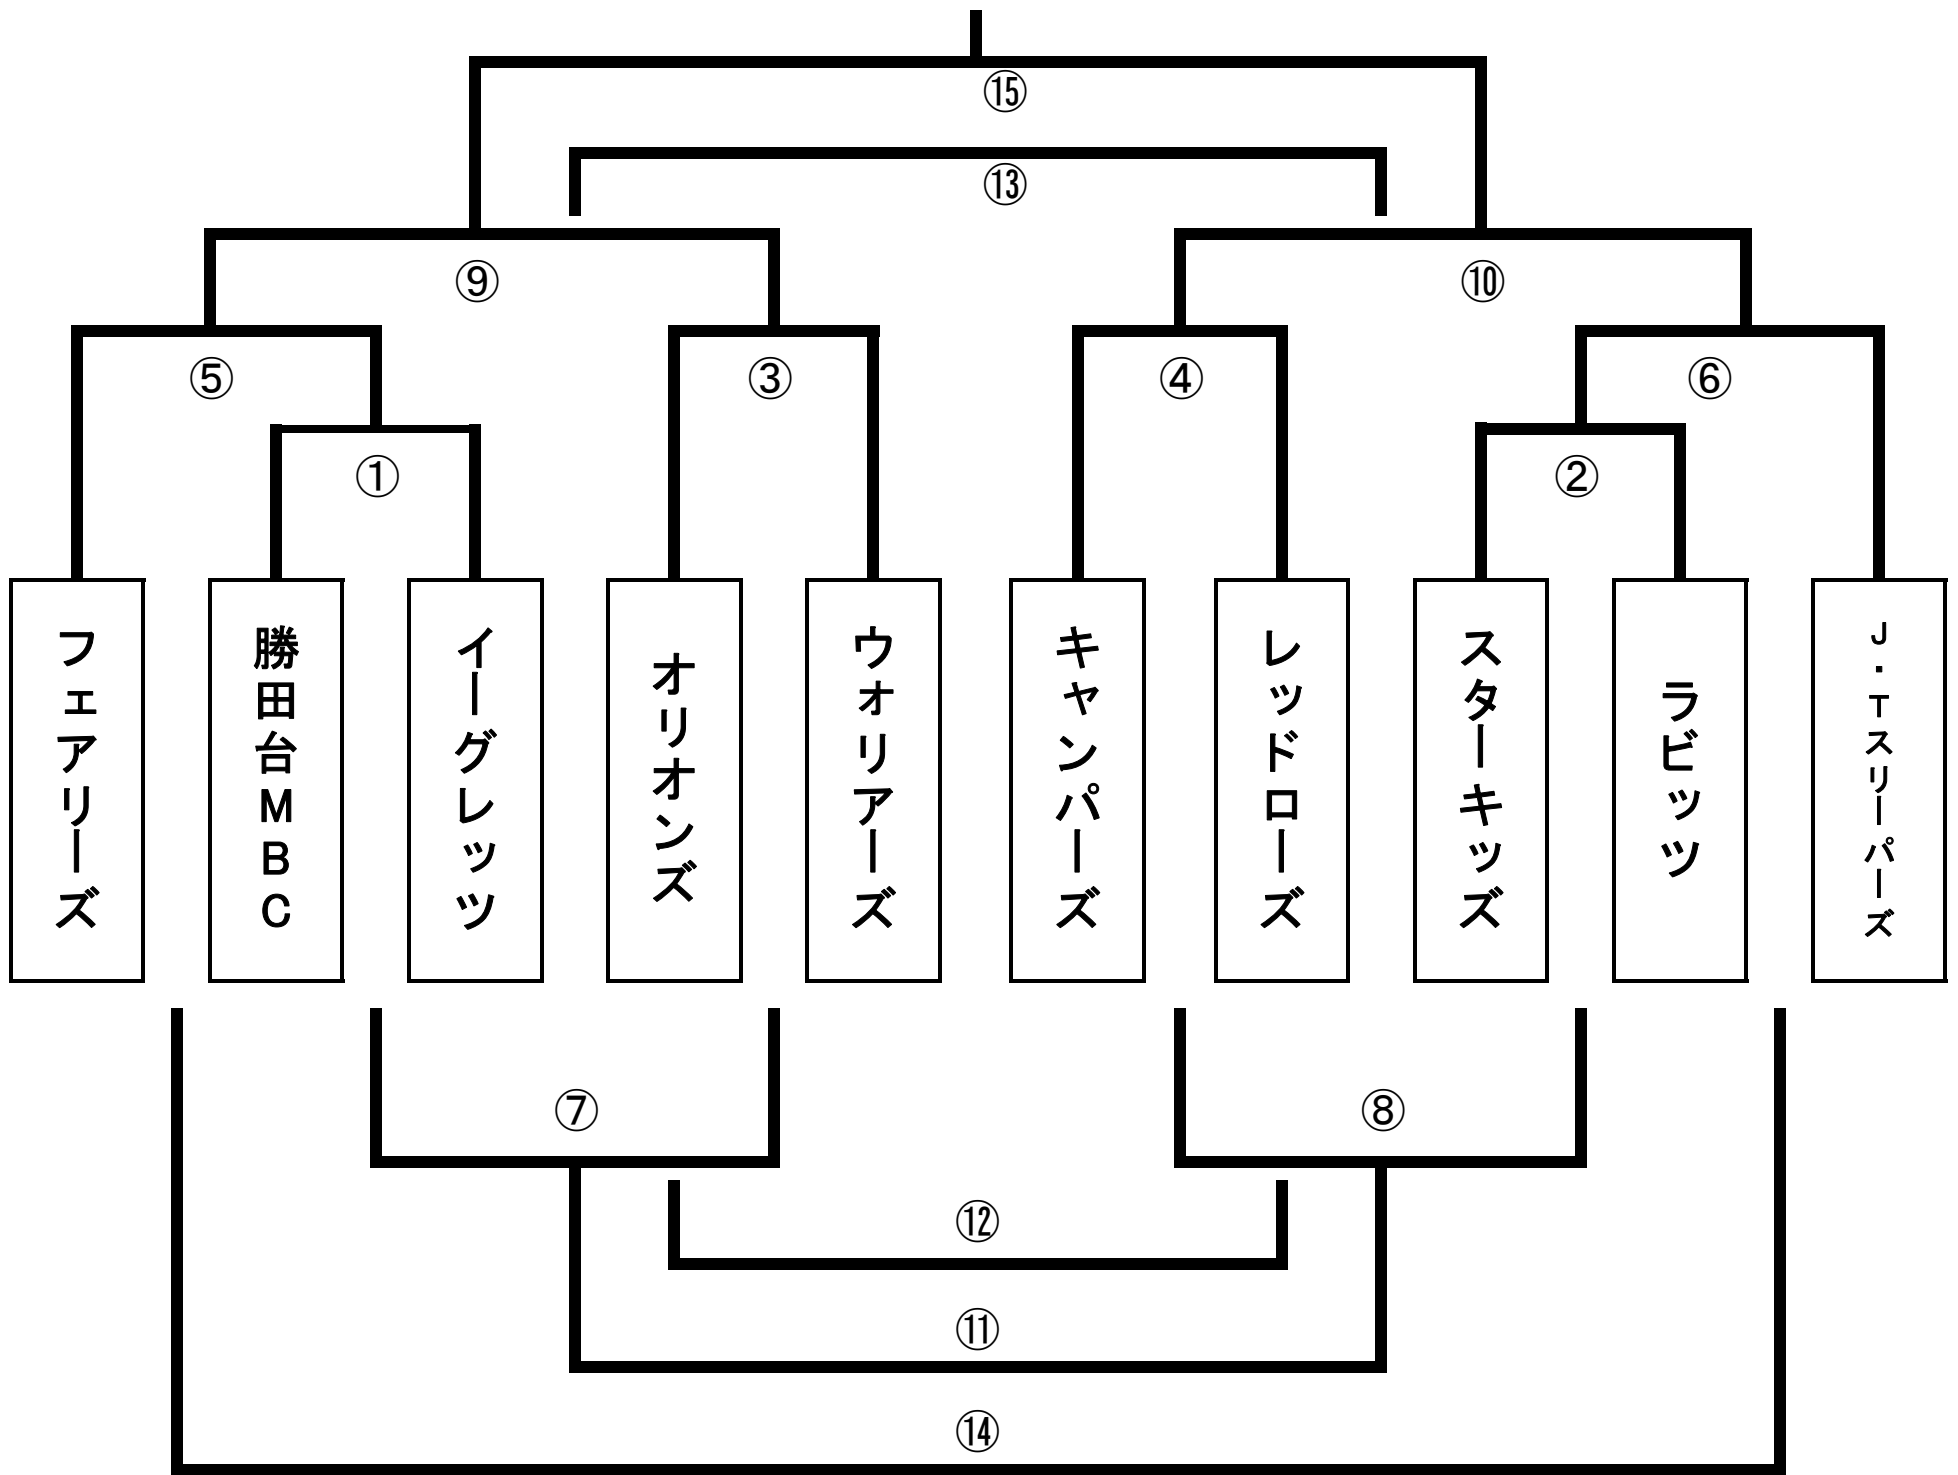 ⑮
⑬
⑨
⑩
⑤
③
④
⑥
①
②
フェアリーズ
勝田台MBC
イーグレッツ
オリオンズ
ウォリアーズ
キャンパーズ
レッドローズ
スターキッズ
ラビッツ
J・Tスリーパーズ
⑦
⑧
⑫
⑪
⑭